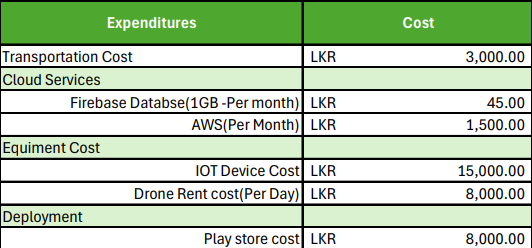 Expenditures Cost
Transportation Cost LKR 3,000.00
Cloud Services
Firebase Databse(1GB -Per month) LKR 45.00
AWS(Per Month) LKR 1,500.00
Equiment Cost
IOT Device Cost LKR 15,000.00
Drone Rent cost(Per Day) LKR 8,000.00
Deployment
Play store cost LKR 8,000.00